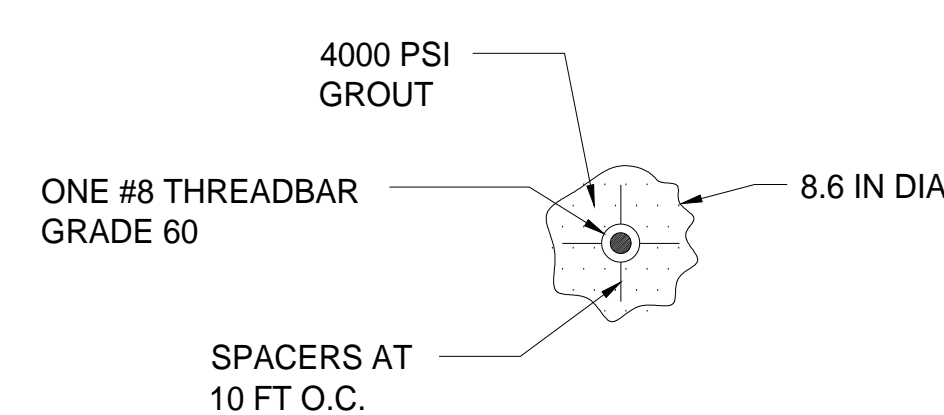 4000 PSI
GROUT
ONE #8 THREADBAR
GRADE 60
8.6 IN DIA
SPACERS AT
10 FT O.C.